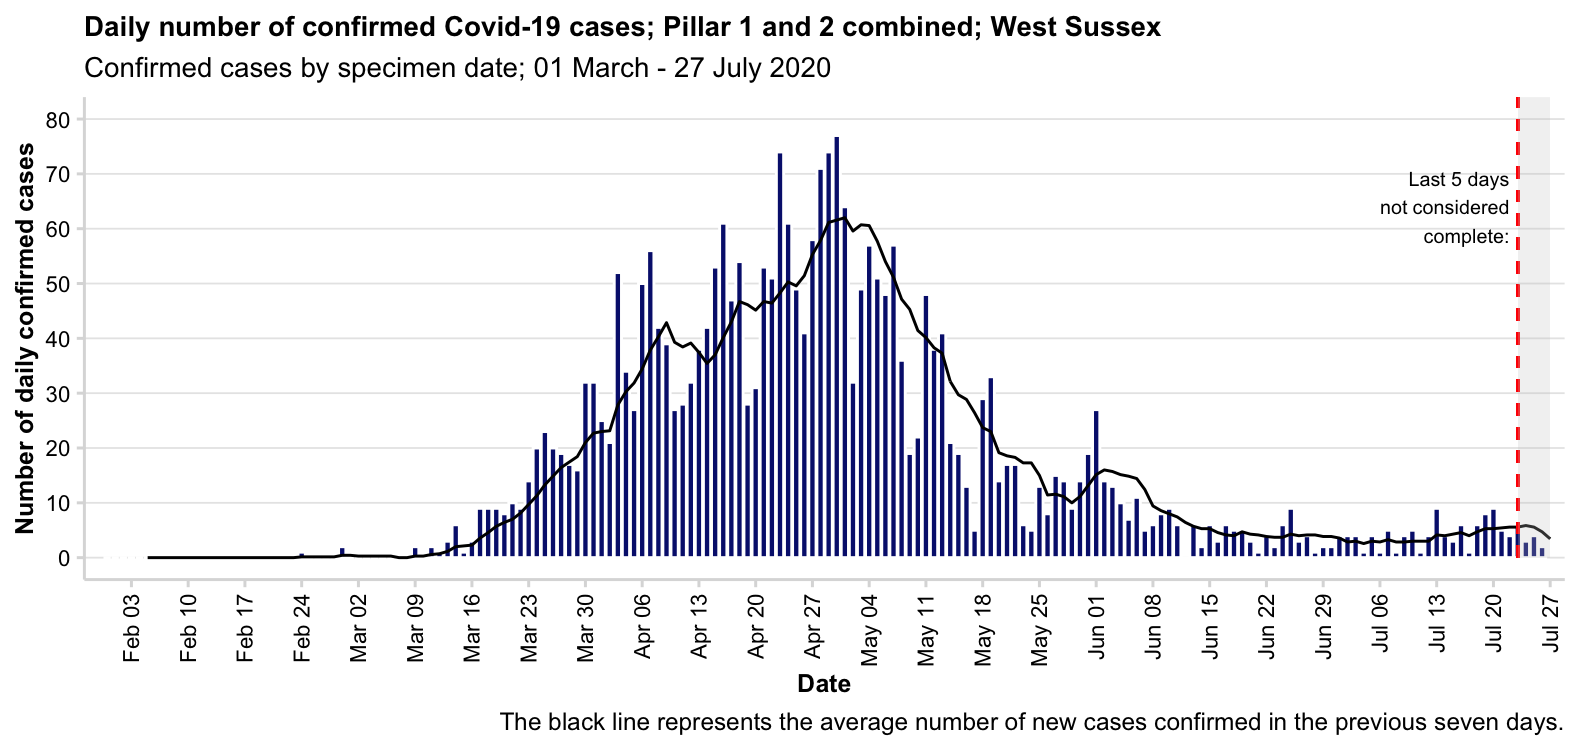 Daily number of confirmed Covid-19 cases; Pillar 1 and 2 combined; West Sussex
Confirmed cases by specimen date; 01 March - 27 July 2020
Number of daily confirmed cases
80
70
60
50
40
30
20
10
0
Last 5 days
not considered
complete:
Feb 03
Feb 10
Feb 17
Feb 24
Mar 02
Mar 09
Mar 16
Mar 23
Mar 30
Apr 06
Apr 13
Apr 20
Apr 27
May 04
May 11
May 18
May 25
Jun 01
Jun 08
Jun 15
Jun 22
Jun 29
Jul 06
Jul 13
Jul 20
Jul 27
Date
The black line represents the average number of new cases confirmed in the previous seven days.